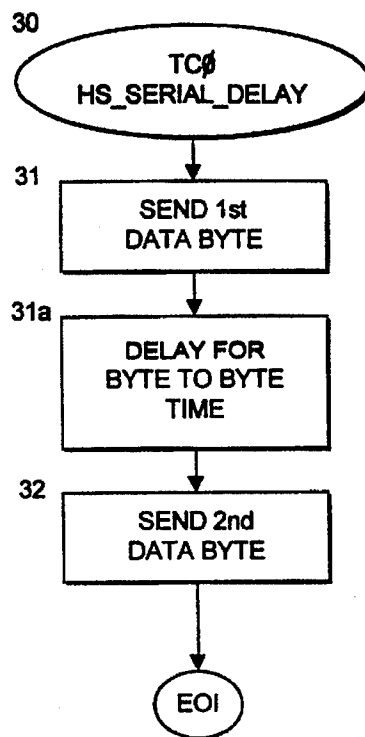 30
TCØ
HS_SERIAL_DELAY
31
SEND 1st
DATA BYTE
31a
DELAY FOR
BYTE TO BYTE
TIME
32
SEND 2nd
DATA BYTE
EOI